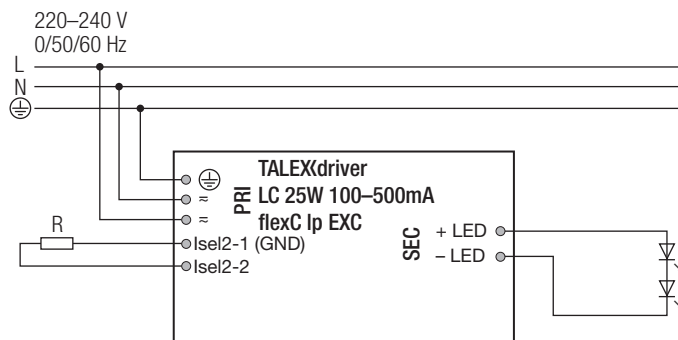 220–240 V
0/50/60 Hz
L
N
TALEXXdriver
LC 25W 100–500mA
flexC lp EXC
PRI
≂
≂
R
Isel2-1 (GND)
Isel2-2
SEC
+ LED
– LED